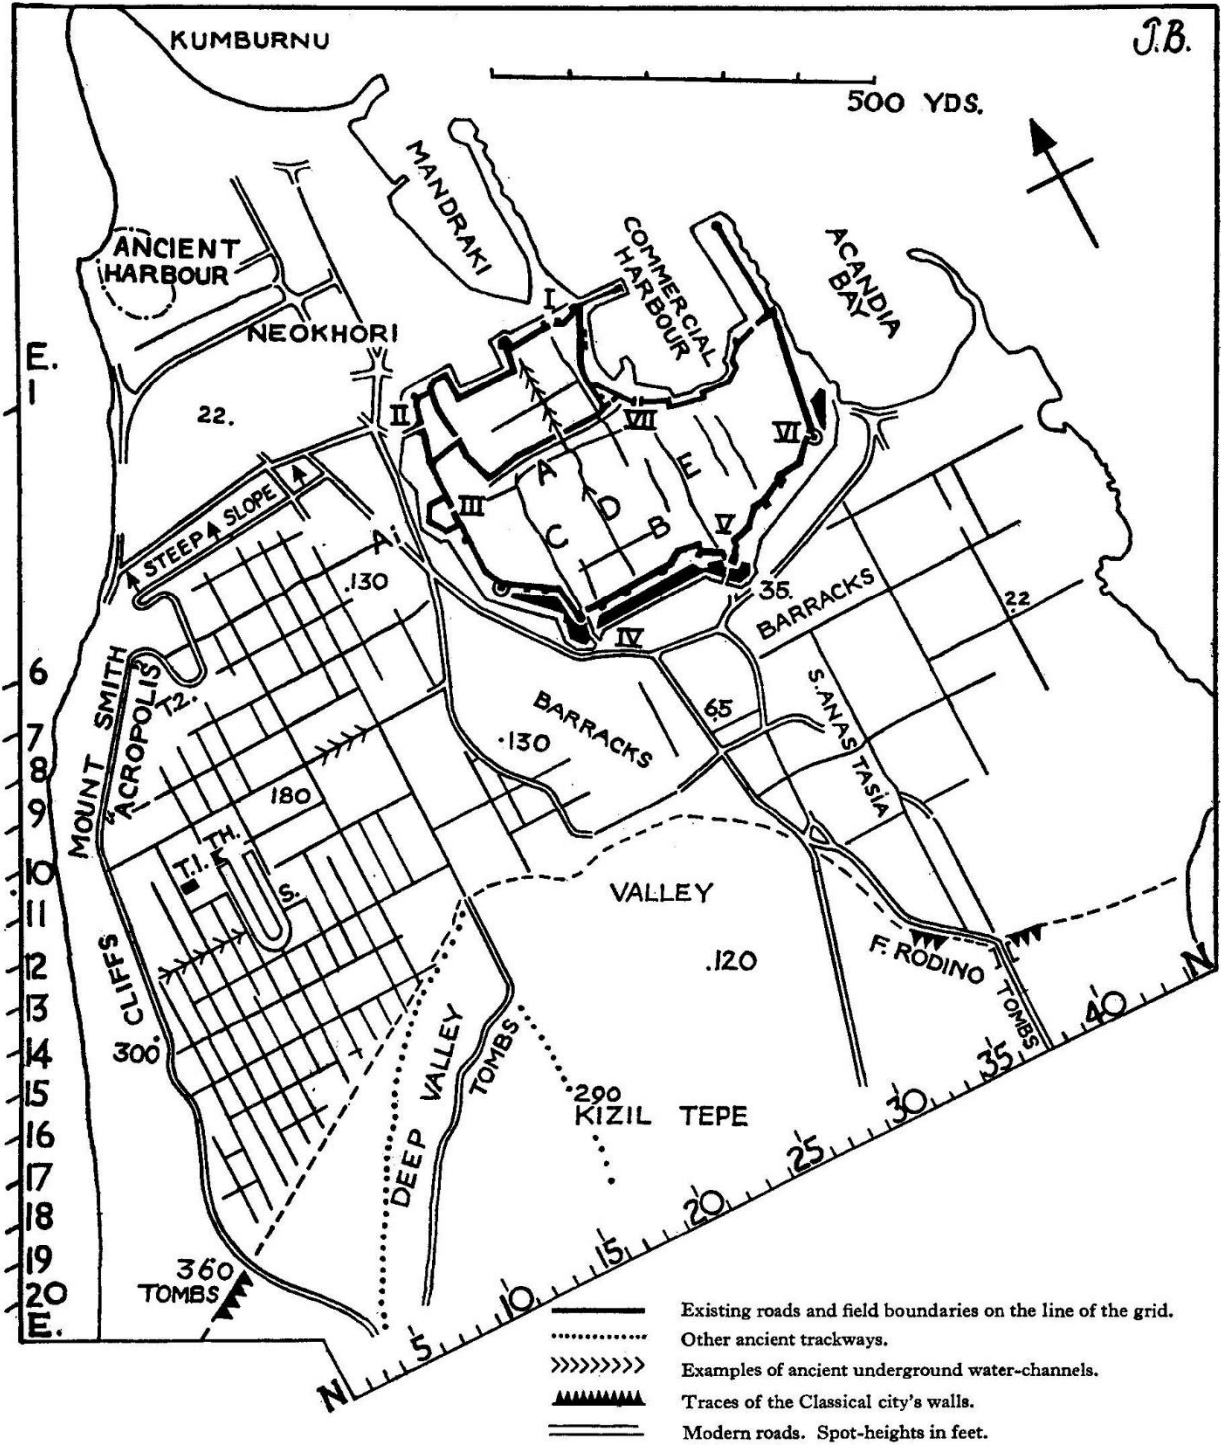 J.B.
KUMBURNU
500 YDS.
MANDRAKI
ANCIENT
HARBOUR
COMMERCIAL
HARBOUR
ACANDIA
BAY
NEOKHORI
I
E.
1
22.
II
VII
VI
A
E
III
D
STEEP SLOPE
C
B
V
A
.130
35.
BARRACKS
22
IV
6
MOUNT SMITH
"ACROPOLIS"
T.2.
S. ANASTASIA
BARRACKS
65
7
.130
8
180
9
T.I.
TH.
10
S.
VALLEY
11
F. RODINO
12
CLIFFS
.120
N
13
TOMBS
40
14
300.
DEEP VALLEY
TOMBS
35
15
290
KIZIL TEPE
30
16
25
17
20
18
15
19
360
TOMBS
10
20
E.
5
N
Existing roads and field boundaries on the line of the grid.
Other ancient trackways.
Examples of ancient underground water-channels.
Traces of the Classical city's walls.
Modern roads. Spot-heights in feet.